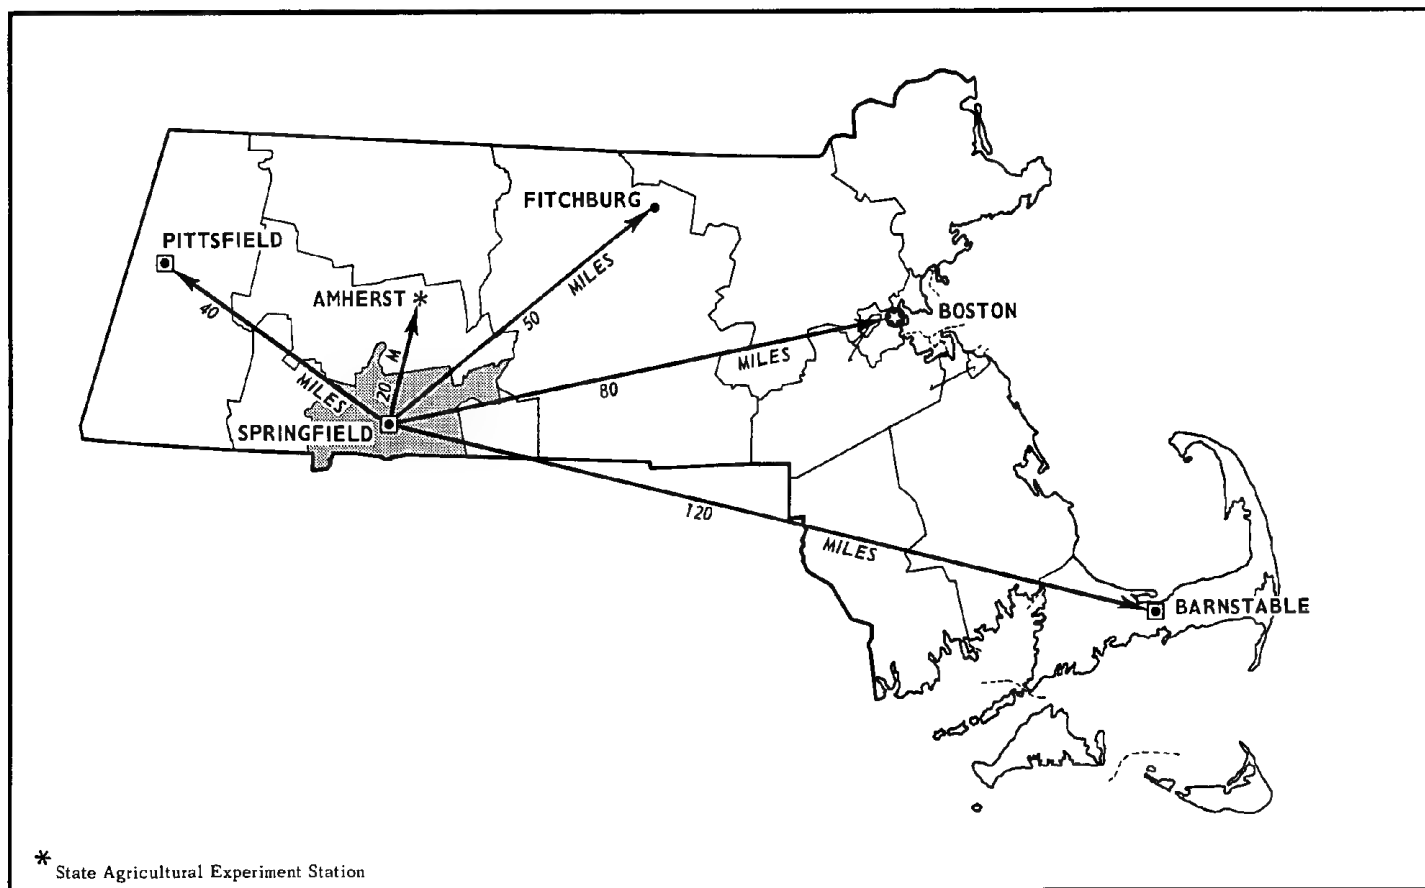 FITCHBURG
PITTSFIELD
AMHERST *
BOSTON
SPRINGFIELD
BARNSTABLE
40 MILES
20 M
50 MILES
80 MILES
120 MILES
* State Agricultural Experiment Station